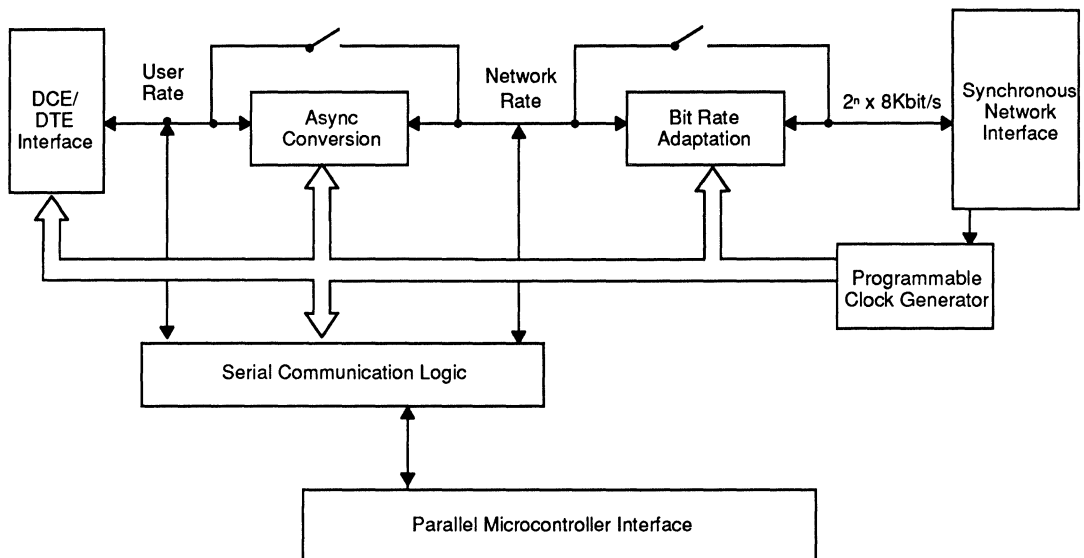 DCE/
DTE
Interface
User
Rate
Async
Conversion
Network
Rate
Bit Rate
Adaptation
2ⁿ x 8Kbit/s
Synchronous
Network
Interface
Programmable
Clock Generator
Serial Communication Logic
Parallel Microcontroller Interface